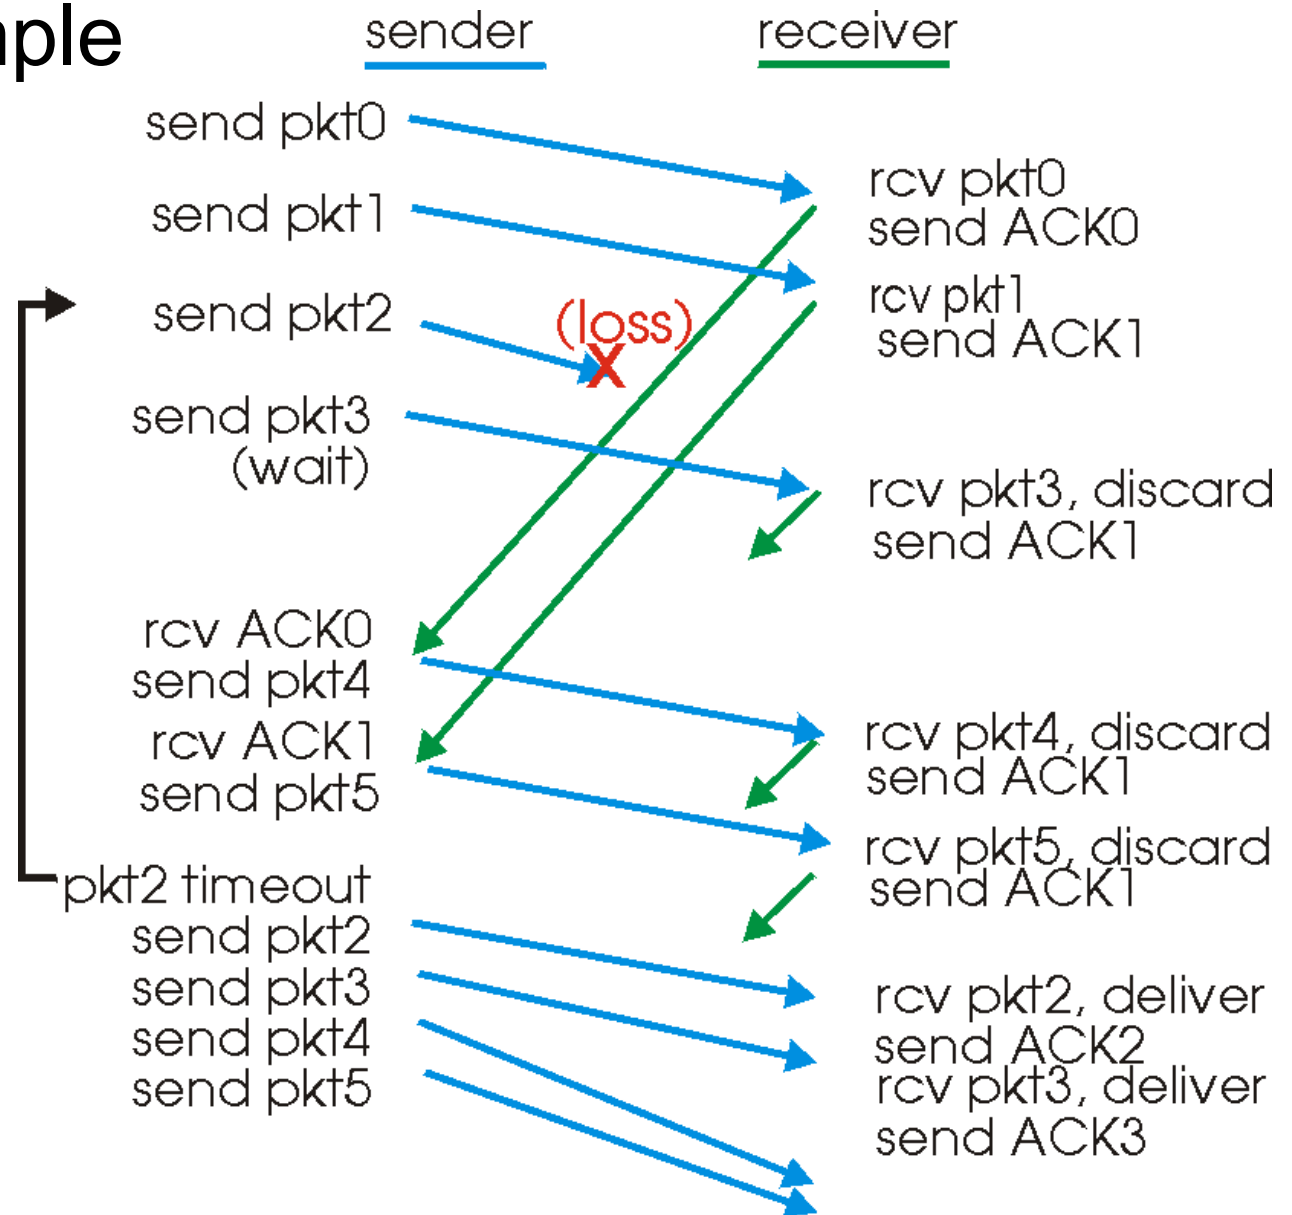 mple
sender
receiver
send pkt0
rcv pkt0
send ACK0
send pkt1
rcv pkt1
send ACK1
send pkt2
(loss)
X
send pkt3
(wait)
rcv pkt3, discard
send ACK1
rcv ACK0
send pkt4
rcv ACK1
send pkt5
rcv pkt4, discard
send ACK1
rcv pkt5, discard
send ACK1
pkt2 timeout
send pkt2
send pkt3
send pkt4
send pkt5
rcv pkt2, deliver
send ACK2
rcv pkt3, deliver
send ACK3